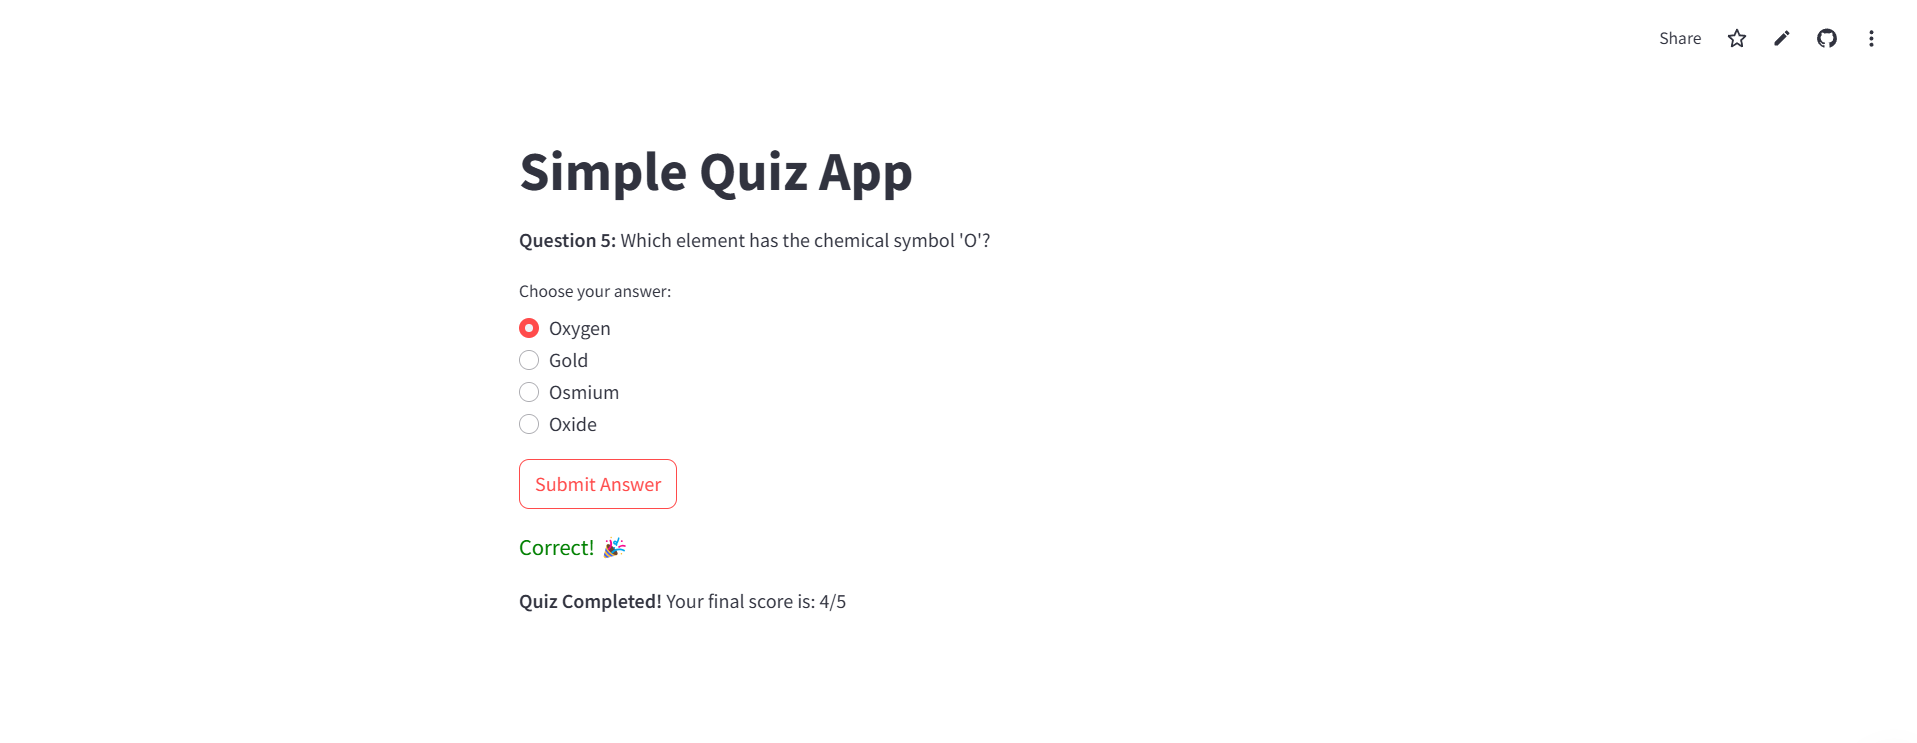 Share
Simple Quiz App
Question 5: Which element has the chemical symbol 'O'?
Choose your answer:
Oxygen
Gold
Osmium
Oxide
Submit Answer
Correct! 🎉
Quiz Completed! Your final score is: 4/5